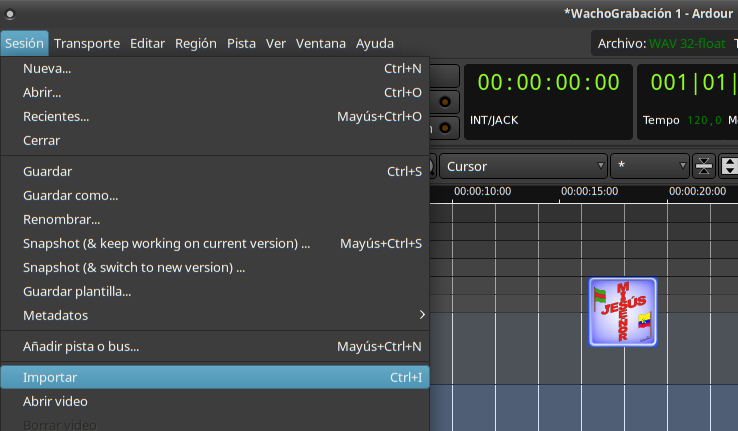 *WachoGrabación 1 - Ardour
Sesión Transporte Editar Región Pista Ver Ventana Ayuda
Archivo: WAV 32-float
Nueva... Ctrl+N
Abrir... Ctrl+O
Recientes... Mayús+Ctrl+O
Cerrar
Guardar Ctrl+S
Guardar como...
Renombrar...
Snapshot (& keep working on current version) ... Mayús+Ctrl+S
Snapshot (& switch to new version) ...
Guardar plantilla...
Metadatos
Añadir pista o bus... Mayús+Ctrl+N
Importar Ctrl+I
Abrir video
Borrar video
00:00:00:00
001|01|
INT/JACK
Tempo 120,0
Cursor
*
00:00:10:00 00:00:15:00 00:00:20:00
JESÚS
MI SEÑOR